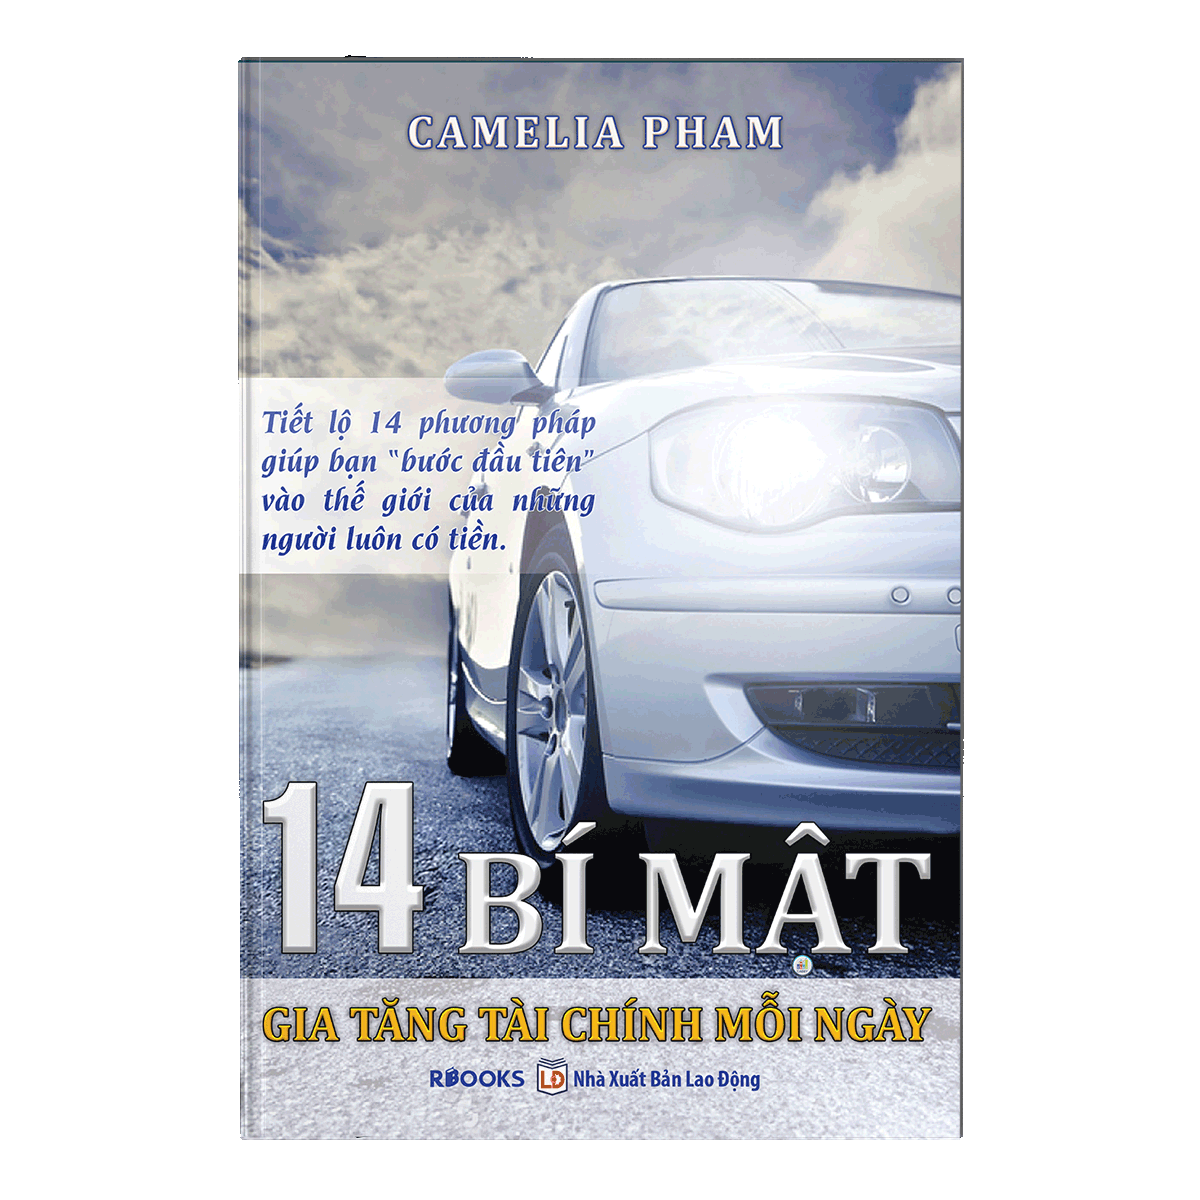 CAMELIA PHAM
Tiết lộ 14 phương pháp
giúp bạn "bước đầu tiên"
vào thế giới của những
người luôn có tiền.
14 BÍ MẬT
GIA TĂNG TÀI CHÍNH MỖI NGÀY
RBOOKS LĐ Nhà Xuất Bản Lao Động